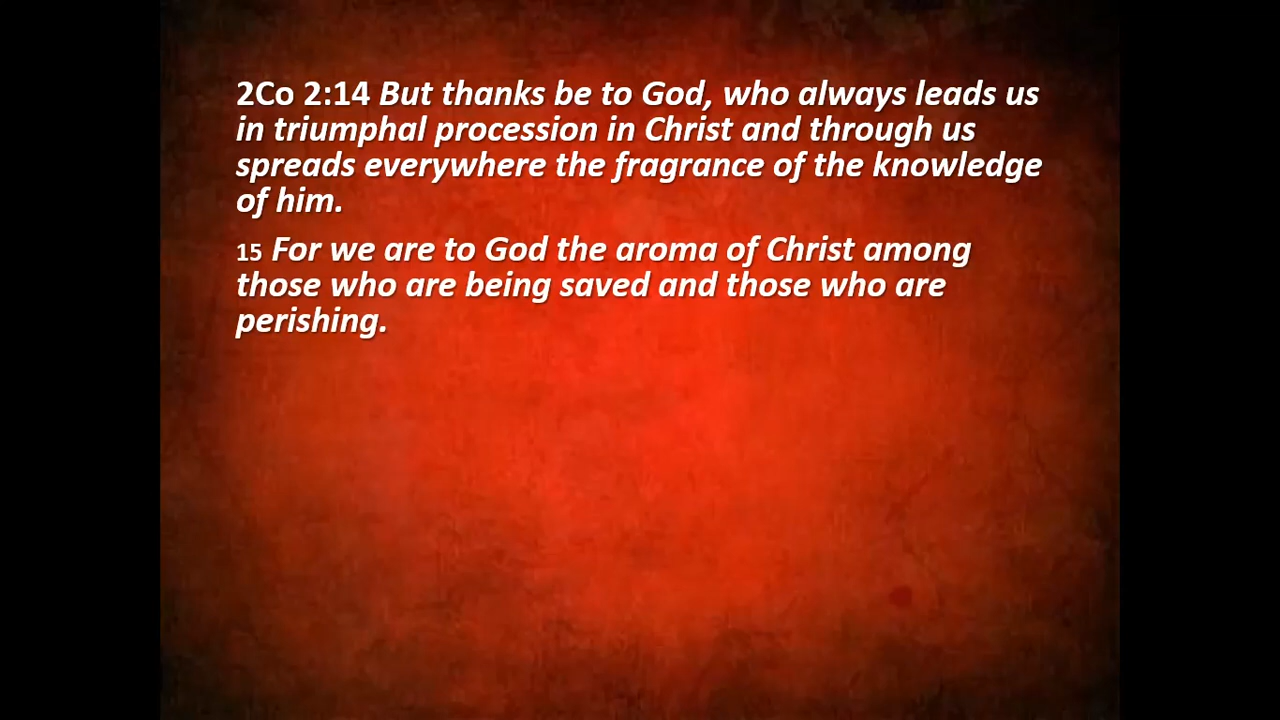 2Co 2:14 But thanks be to God, who always leads us
in triumphal procession in Christ and through us
spreads everywhere the fragrance of the knowledge
of him.
15 For we are to God the aroma of Christ among
those who are being saved and those who are
perishing.